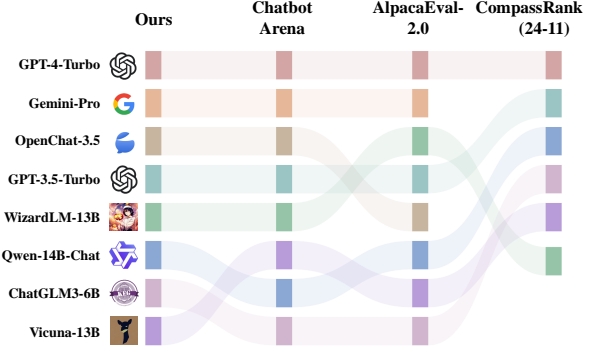 Ours
Chatbot
Arena
AlpacaEval-
2.0
CompassRank
(24-11)
GPT-4-Turbo
Gemini-Pro
OpenChat-3.5
GPT-3.5-Turbo
WizardLM-13B
Qwen-14B-Chat
ChatGLM3-6B
Vicuna-13B